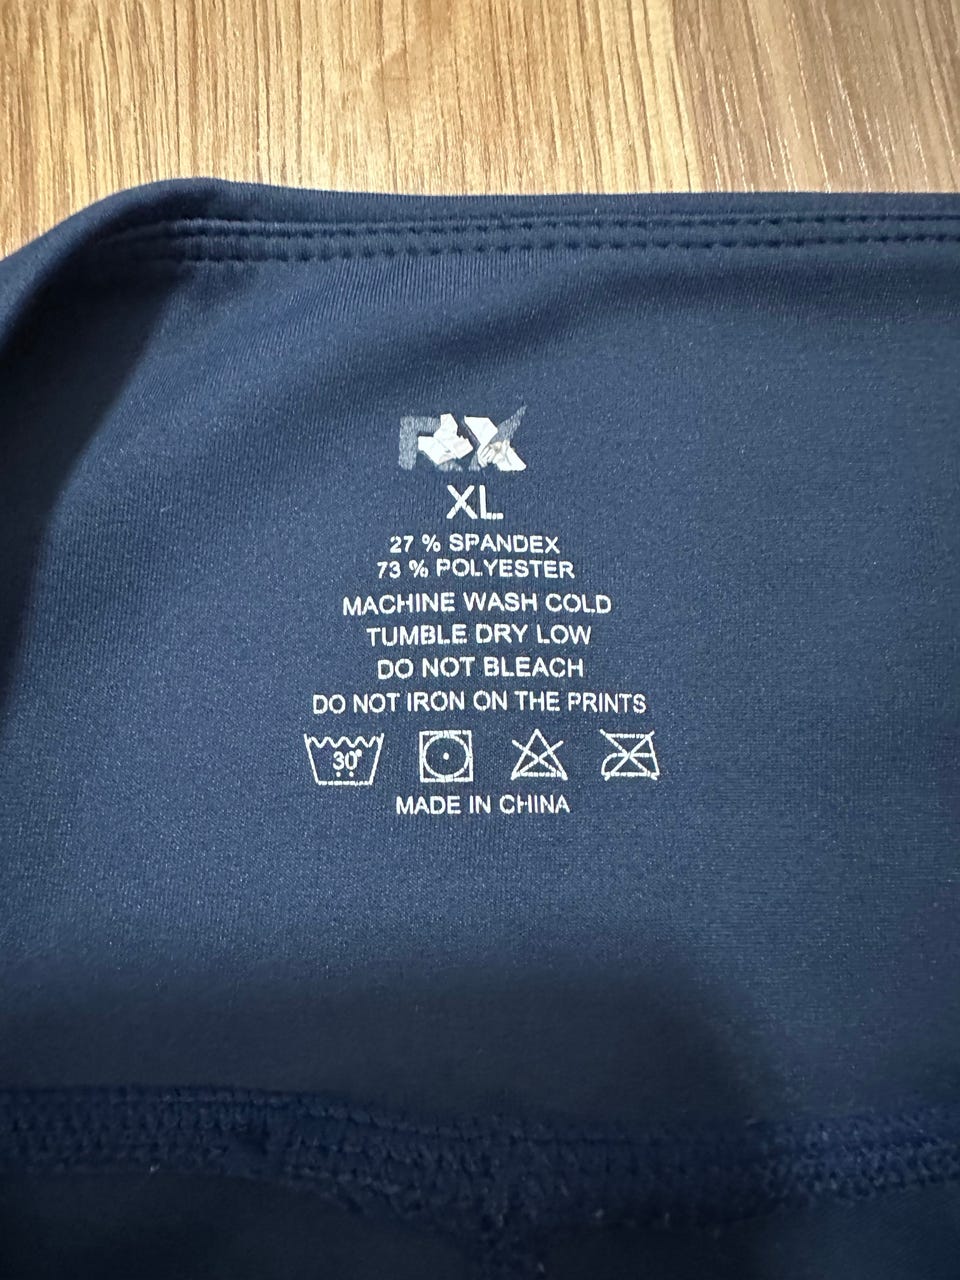 XL
27 % SPANDEX
73 % POLYESTER
MACHINE WASH COLD
TUMBLE DRY LOW
DO NOT BLEACH
DO NOT IRON ON THE PRINTS
30°
MADE IN CHINA